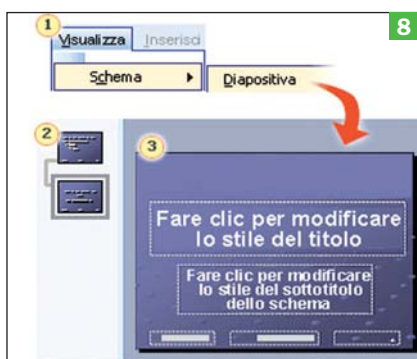 1
Visualizza Inserisci
8
Schema
Diapositiva
2
3
Fare clic per modificare
lo stile del titolo
Fare clic per modificare
lo stile del sottotitolo
dello schema